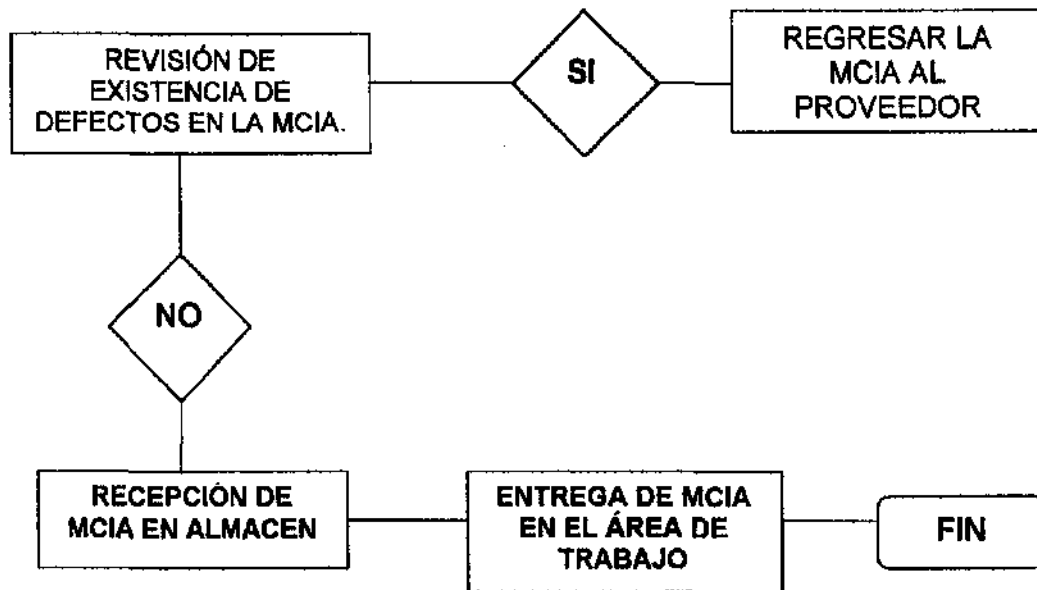 REVISIÓN DE
EXISTENCIA DE
DEFECTOS EN LA MCIA.
SI
REGRESAR LA
MCIA AL
PROVEEDOR
NO
RECEPCIÓN DE
MCIA EN ALMACEN
ENTREGA DE MCIA
EN EL ÁREA DE
TRABAJO
FIN